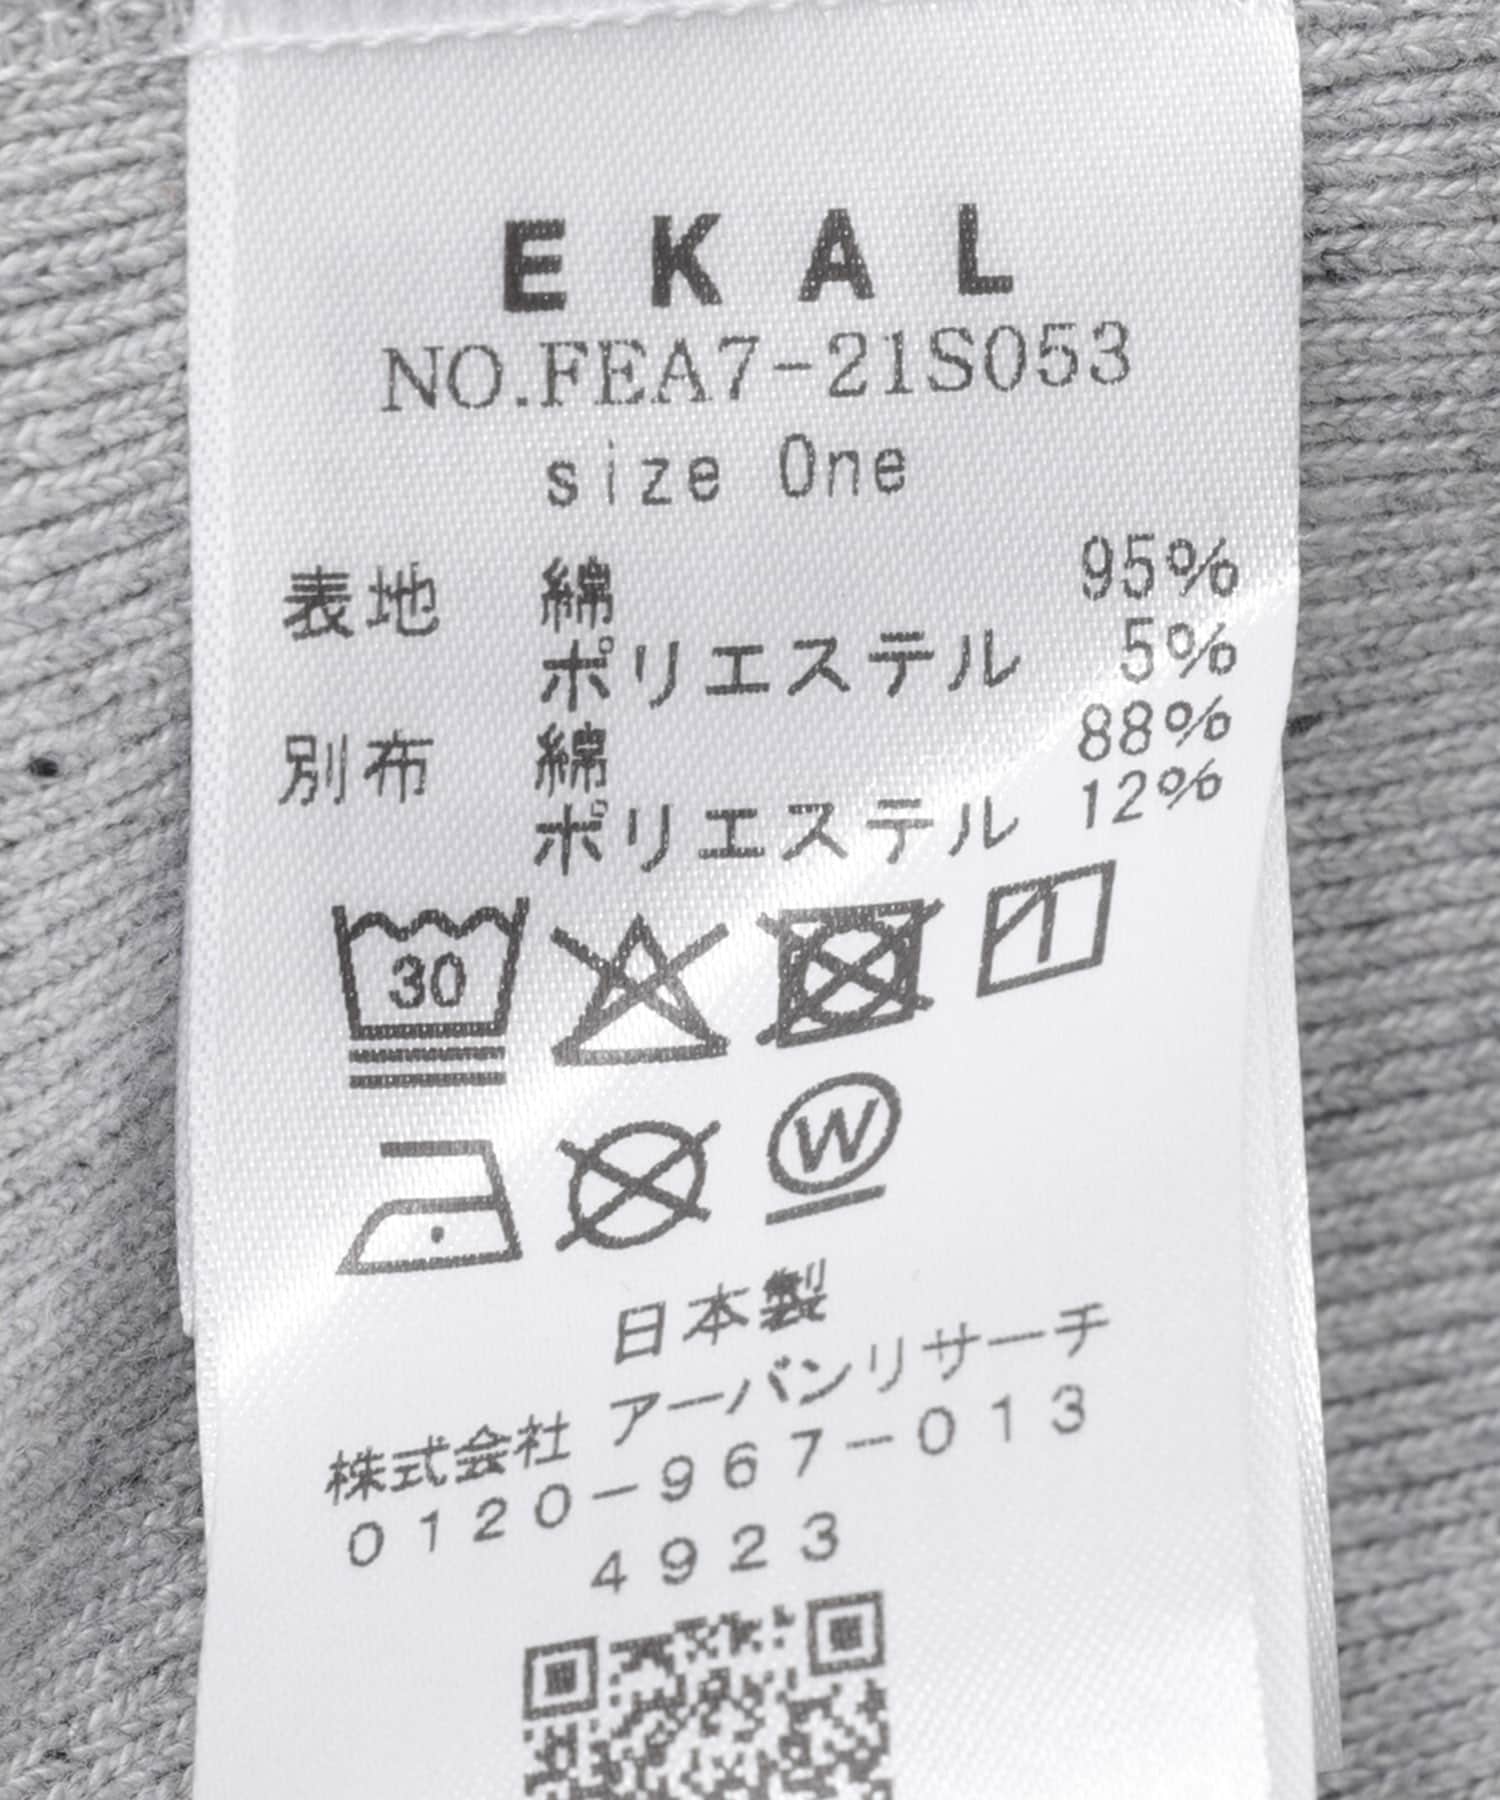 EKAL
NO.FEA7-21S053
size One
表地 綿 95%
ポリエステル 5%
別布 綿 88%
ポリエステル 12%
30
W
日本製
株式会社 アーバンリサーチ
0120-967-013
4923